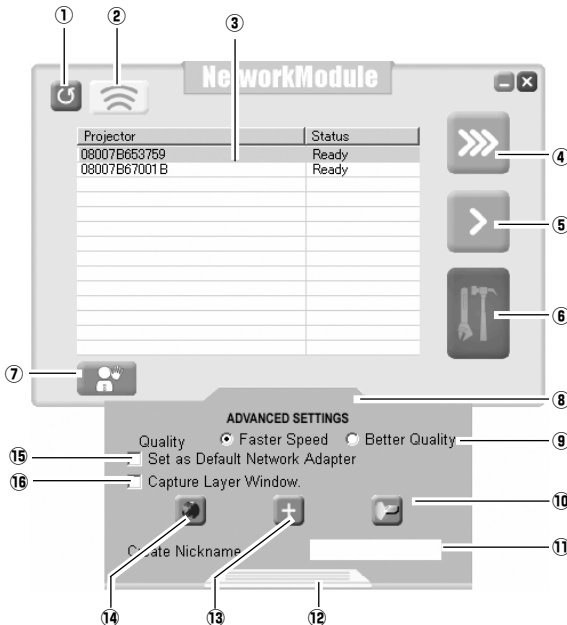 ① ② ③
NetworkModule
Projector Status
08007B653759 Ready
08007B67001B Ready
④
⑤
⑥
⑦
⑧
ADVANCED SETTINGS
Quality Faster Speed Better Quality ⑨
⑮ Set as Default Network Adapter
⑯ Capture Layer Window.
⑩
Create Nickname ⑪
⑭ ⑬ ⑫